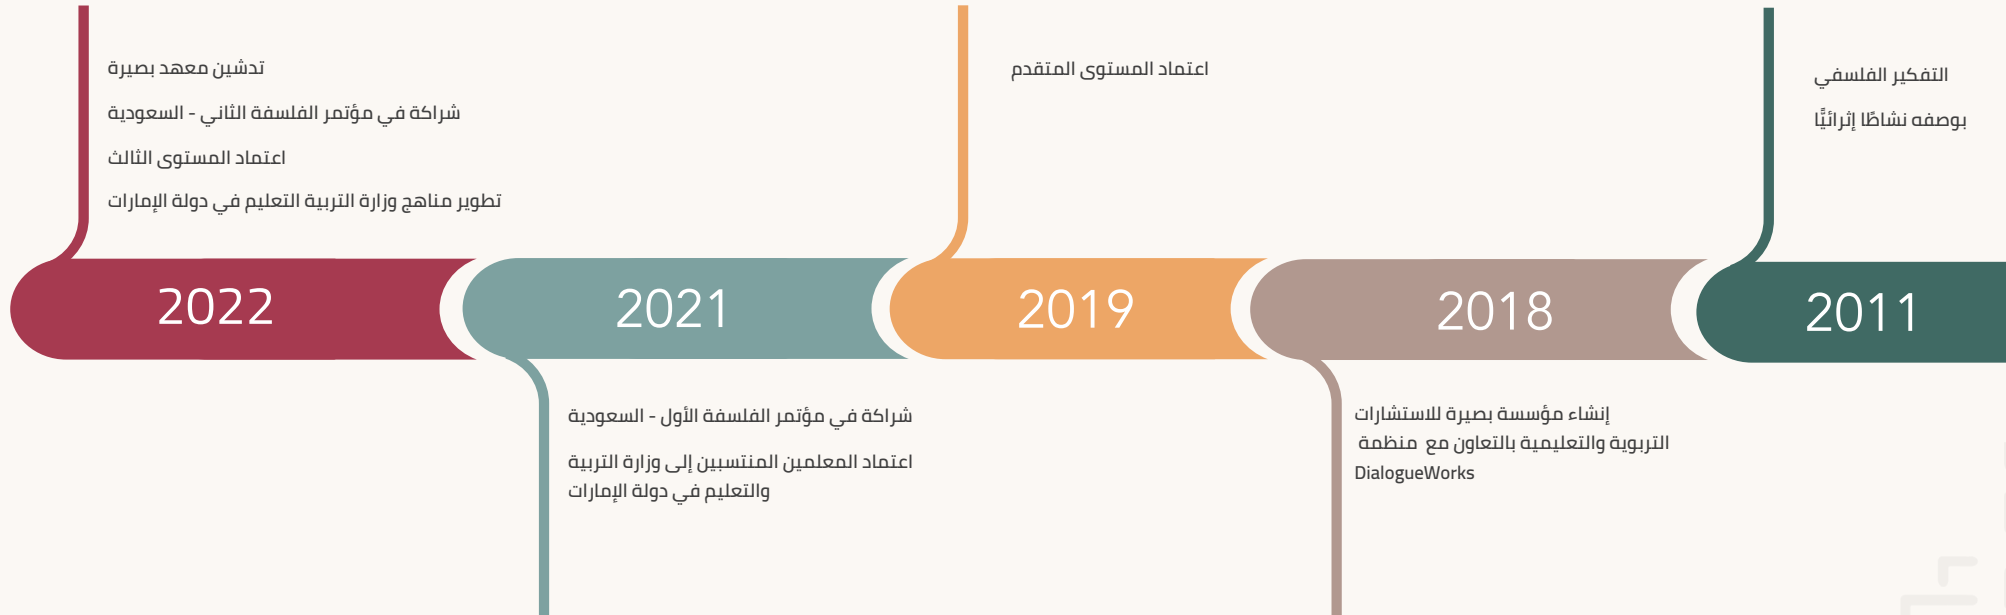 2011
التفكير الفلسفي
بوصفه نشاطًا إثرائيًّا
2018
إنشاء مؤسسة بصيرة للاستشارات
التربوية والتعليمية بالتعاون مع منظمة
DialogueWorks
2019
اعتماد المستوى المتقدم
2021
شراكة في مؤتمر الفلسفة الأول - السعودية
اعتماد المعلمين المنتسبين إلى وزارة التربية
والتعليم في دولة الإمارات
2022
تدشين معهد بصيرة
شراكة في مؤتمر الفلسفة الثاني - السعودية
اعتماد المستوى الثالث
تطوير مناهج وزارة التربية التعليم في دولة الإمارات